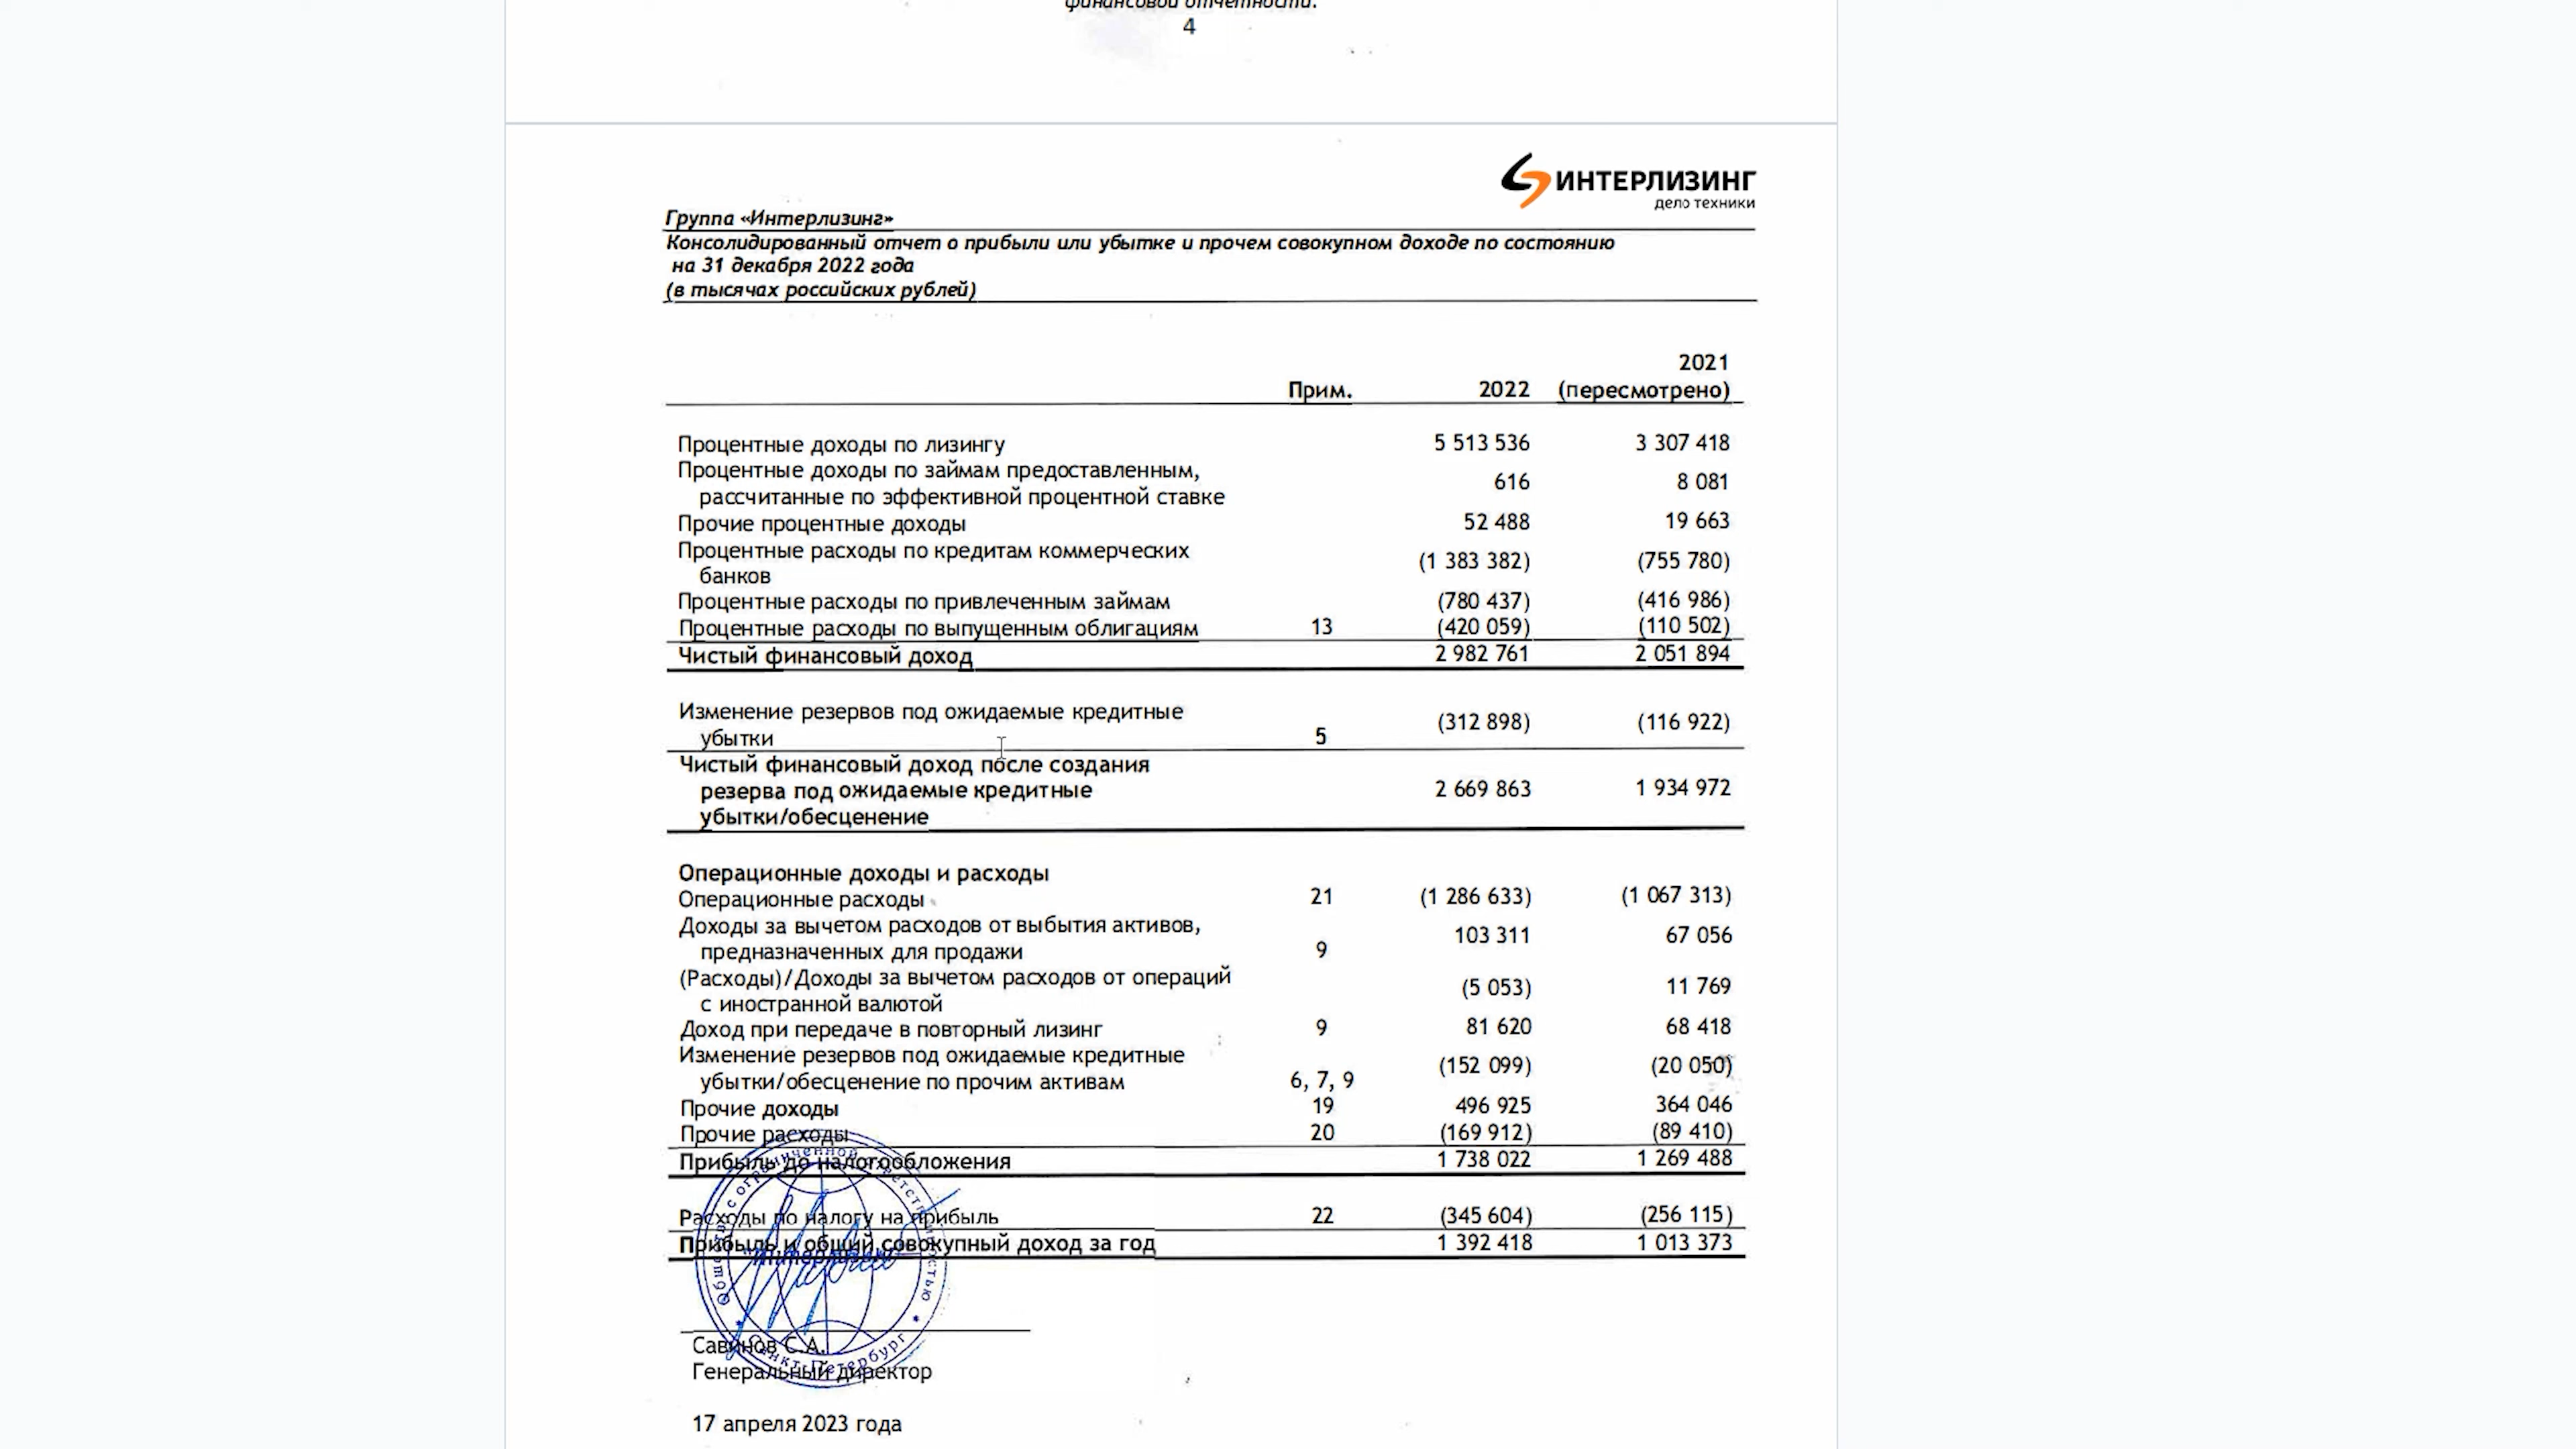 финансовой отчетности.
4
ИНТЕРЛИЗИНГ
дело техники
Группа «Интерлизинг»
Консолидированный отчет о прибыли или убытке и прочем совокупном доходе по состоянию
на 31 декабря 2022 года
(в тысячах российских рублей)
2021
Прим. 2022 (пересмотрено)
Процентные доходы по лизингу 5 513 536 3 307 418
Процентные доходы по займам предоставленным,
рассчитанные по эффективной процентной ставке 616 8 081
Прочие процентные доходы 52 488 19 663
Процентные расходы по кредитам коммерческих
банков (1 383 382) (755 780)
Процентные расходы по привлеченным займам (780 437) (416 986)
Процентные расходы по выпущенным облигациям 13 (420 059) (110 502)
Чистый финансовый доход 2 982 761 2 051 894
Изменение резервов под ожидаемые кредитные
убытки 5 (312 898) (116 922)
Чистый финансовый доход после создания
резерва под ожидаемые кредитные 2 669 863 1 934 972
убытки/обесценение
Операционные доходы и расходы
Операционные расходы 21 (1 286 633) (1 067 313)
Доходы за вычетом расходов от выбытия активов,
предназначенных для продажи 9 103 311 67 056
(Расходы)/Доходы за вычетом расходов от операций
с иностранной валютой (5 053) 11 769
Доход при передаче в повторный лизинг 9 81 620 68 418
Изменение резервов под ожидаемые кредитные
убытки/обесценение по прочим активам 6, 7, 9 (152 099) (20 050)
Прочие доходы 19 496 925 364 046
Прочие расходы 20 (169 912) (89 410)
Прибыль до налогообложения 1 738 022 1 269 488
Расходы по налогу на прибыль 22 (345 604) (256 115)
Прибыль и общий совокупный доход за год 1 392 418 1 013 373
Общество с ограниченной ответственностью
Санкт-Петербург
Савинов С.А.
Генеральный директор
17 апреля 2023 года